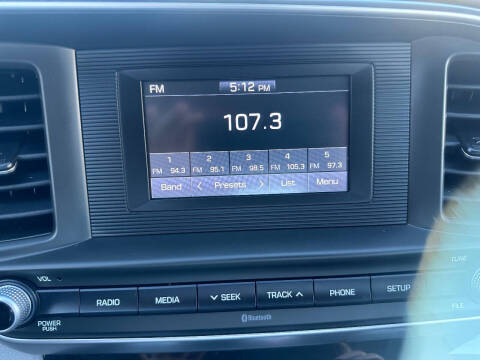 FM 5:12 PM
107.3
1 2 3 4 5
FM 94.3 FM 95.1 FM 98.5 FM 105.3 FM 97.3
Band < Presets > List Menu
VOL TUNE
RADIO MEDIA SEEK TRACK PHONE SETUP
POWER PUSH FILE
Bluetooth